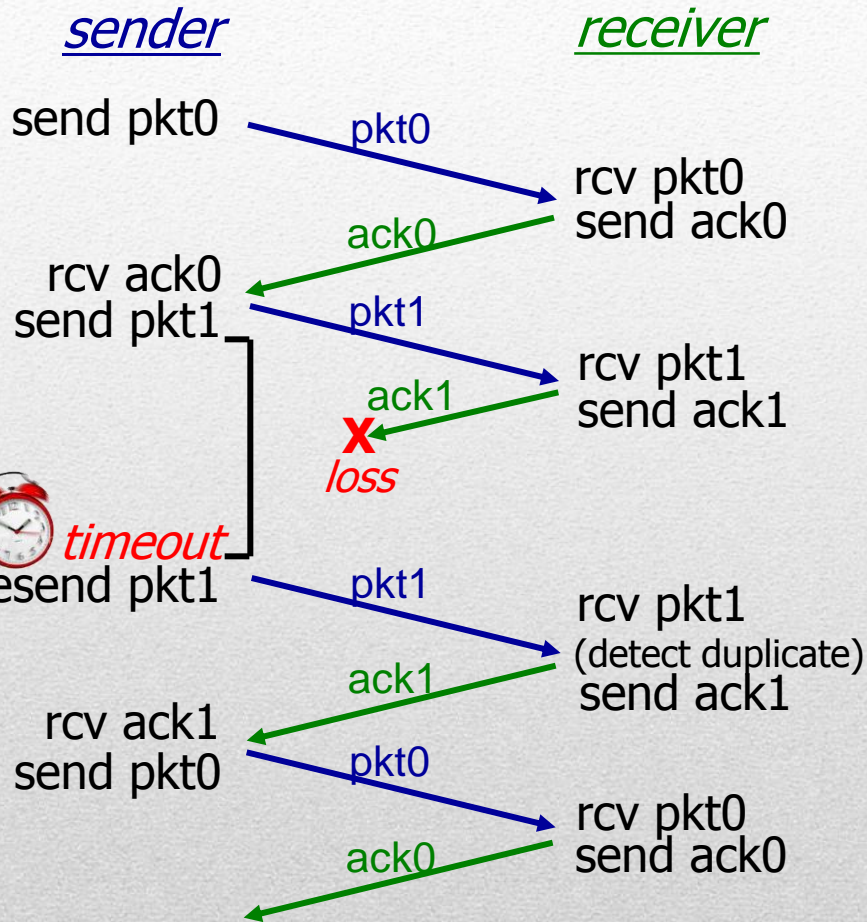 sender
receiver
send pkt0
pkt0
rcv pkt0
send ack0
ack0
rcv ack0
send pkt1
pkt1
rcv pkt1
send ack1
ack1
X
loss
timeout
esend pkt1
pkt1
rcv pkt1
(detect duplicate)
send ack1
ack1
rcv ack1
send pkt0
pkt0
rcv pkt0
send ack0
ack0